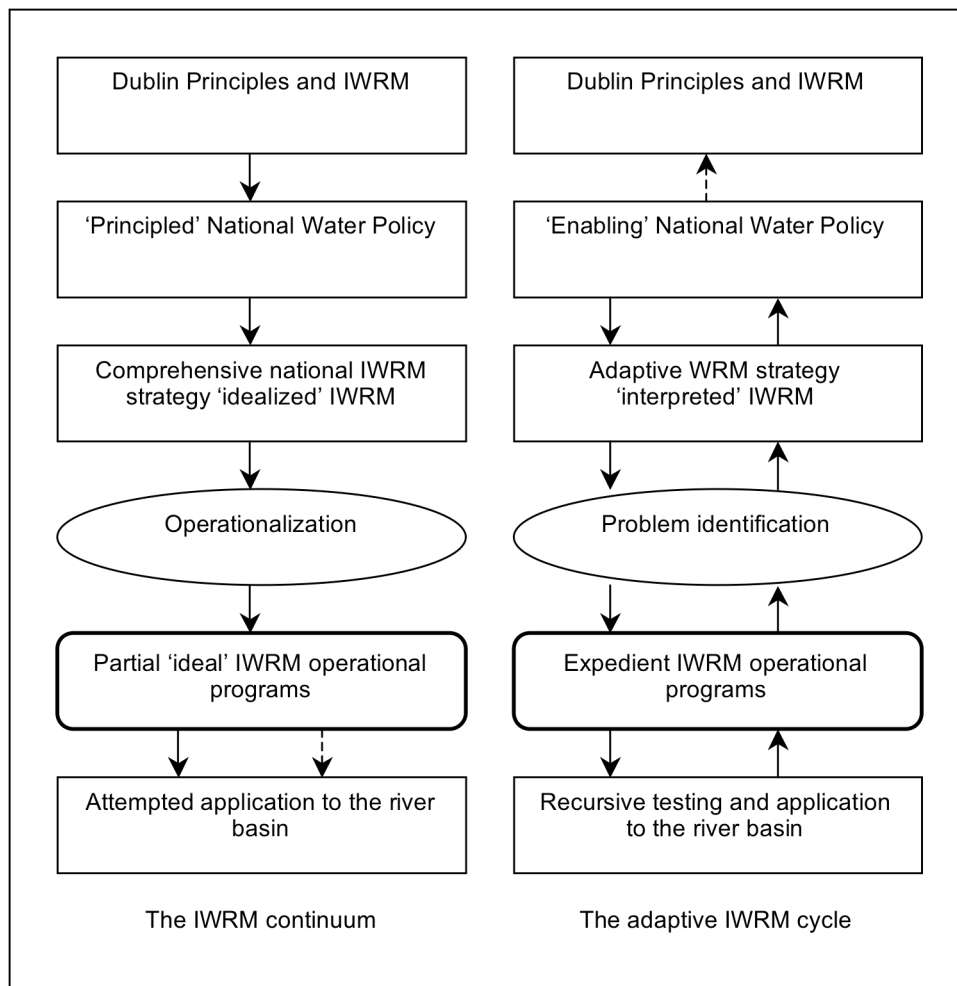 Dublin Principles and IWRM
‘Principled’ National Water Policy
Comprehensive national IWRM
strategy ‘idealized’ IWRM
Operationalization
Partial ‘ideal’ IWRM operational
programs
Attempted application to the river
basin
The IWRM continuum
Dublin Principles and IWRM
‘Enabling’ National Water Policy
Adaptive WRM strategy
‘interpreted’ IWRM
Problem identification
Expedient IWRM operational
programs
Recursive testing and application
to the river basin
The adaptive IWRM cycle